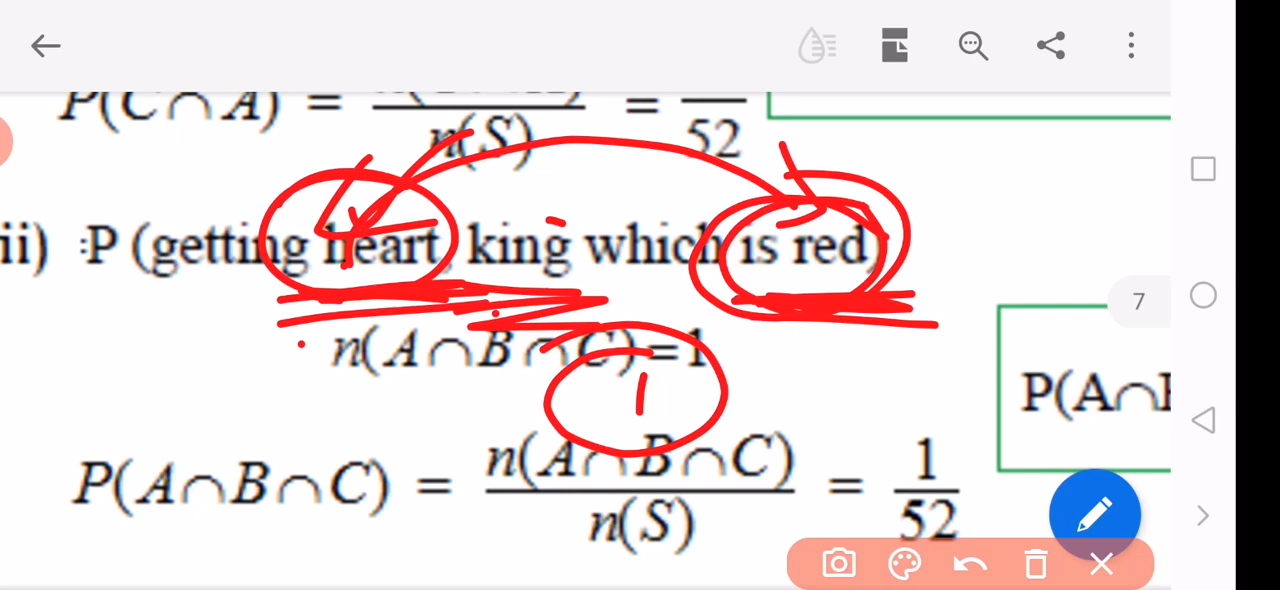 P(C∩A) = n(S) = 52
ii) :P (getting heart, king which is red)
n(A∩B∩C)=1
1
7
P(A∩B∩C) = n(A∩B∩C) / n(S) = 1 / 52
P(A∩